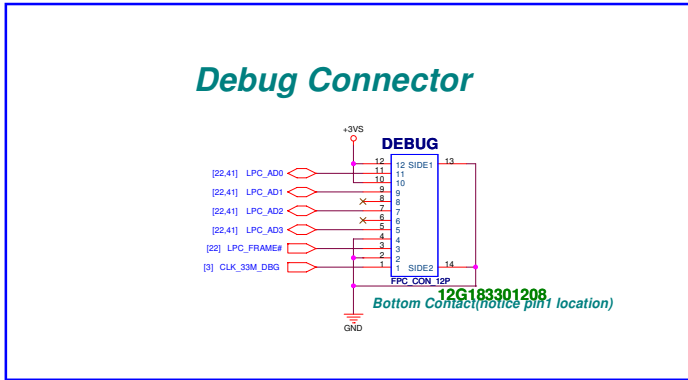 Debug Connector
+3VS
DEBUG
12 12 SIDE1 13
[22,41] LPC_AD0 11 11
10 10
[22,41] LPC_AD1 9 9
8 8
[22,41] LPC_AD2 7 7
6 6
[22,41] LPC_AD3 5 5
4 4
[22] LPC_FRAME# 3 3
2 2
[3] CLK_33M_DBG 1 1 SIDE2 14
FPC_CON_12P
12G183301208
Bottom Contact(notice pin1 location)
GND